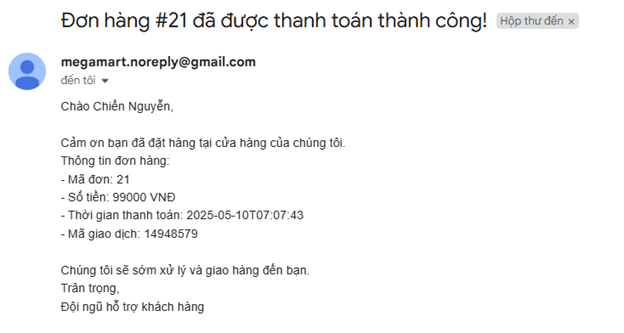 Đơn hàng #21 đã được thanh toán thành công! Hộp thư đến ×
megamart.noreply@gmail.com
đến tôi
Chào Chiến Nguyễn,
Cảm ơn bạn đã đặt hàng tại cửa hàng của chúng tôi.
Thông tin đơn hàng:
- Mã đơn: 21
- Số tiền: 99000 VNĐ
- Thời gian thanh toán: 2025-05-10T07:07:43
- Mã giao dịch: 14948579
Chúng tôi sẽ sớm xử lý và giao hàng đến bạn.
Trân trọng,
Đội ngũ hỗ trợ khách hàng